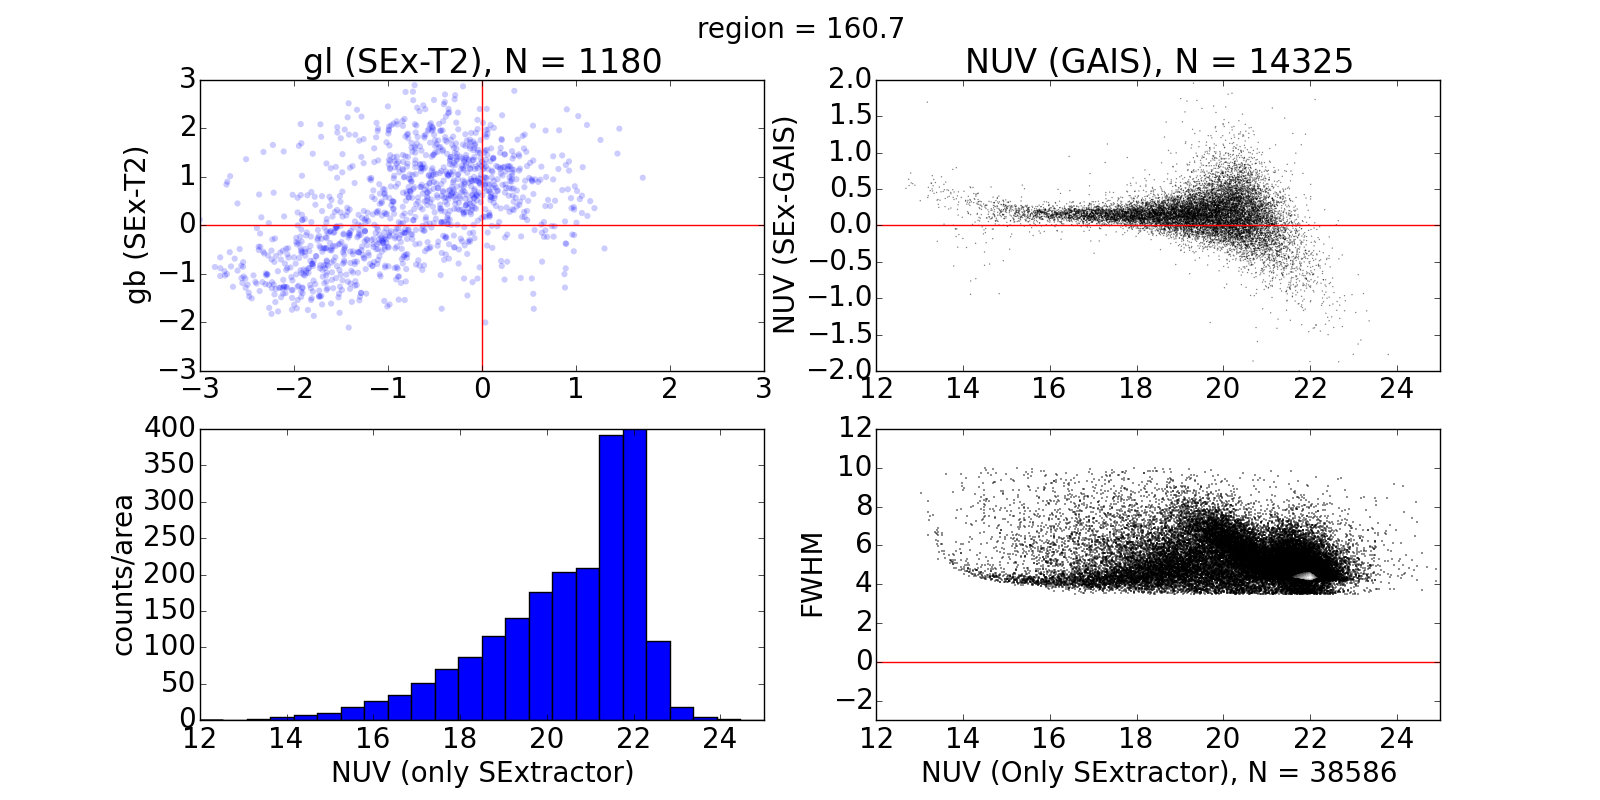 region = 160.7
gl (SEx-T2), N = 1180
NUV (GAIS), N = 14325
gb (SEx-T2)
3
2
1
0
−1
−2
−3
−3 −2 −1 0 1 2 3
NUV (SEx-GAIS)
2.0
1.5
1.0
0.5
0.0
−0.5
−1.0
−1.5
−2.0
12 14 16 18 20 22 24
counts/area
400
350
300
250
200
150
100
50
0
12 14 16 18 20 22 24
NUV (only SExtractor)
FWHM
12
10
8
6
4
2
0
−2
12 14 16 18 20 22 24
NUV (Only SExtractor), N = 38586